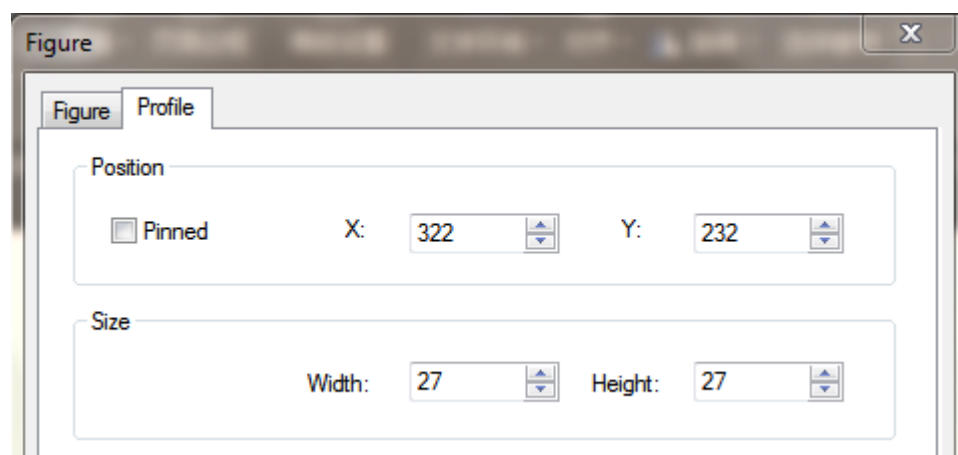 Figure
Figure Profile
Position
Pinned X: 322 Y: 232
Size
Width: 27 Height: 27